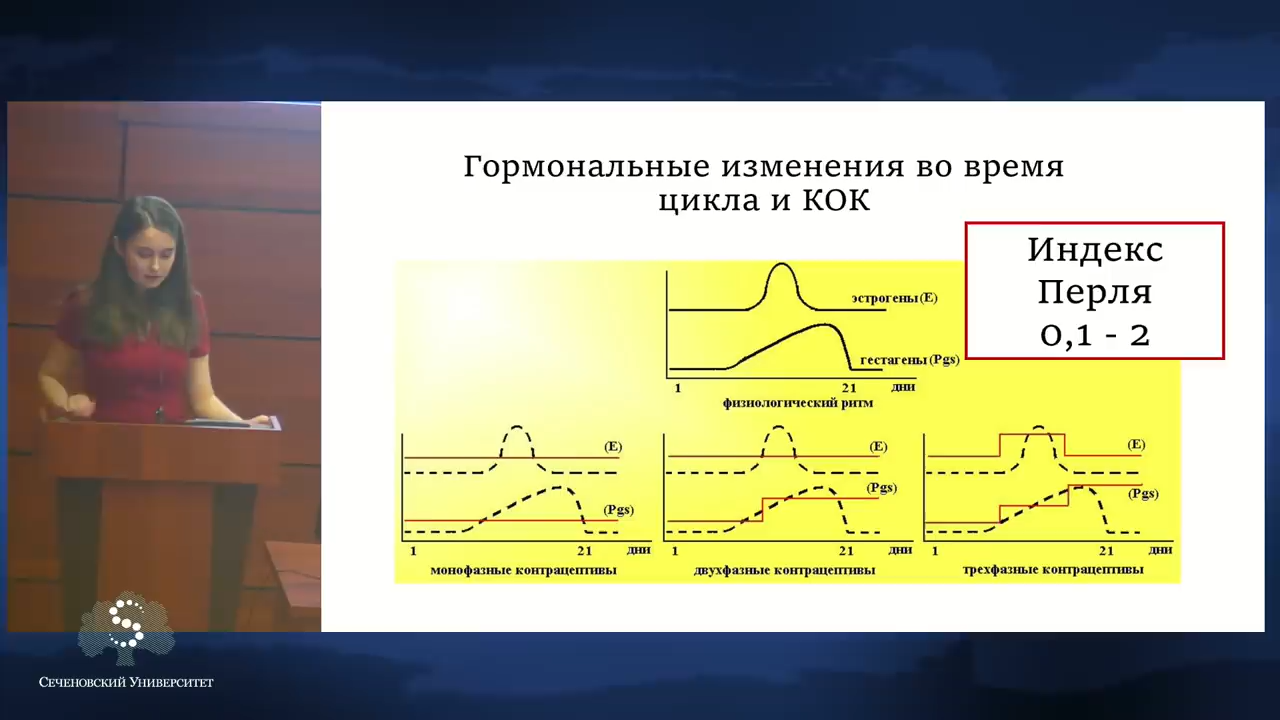 Гормональные изменения во время
цикла и КОК
Индекс
Перля
0,1 - 2
эстрогены (E)
гестагены (Pgs)
1 21 дни
физиологический ритм
(E)
(Pgs)
1 21 дни
монофазные контрацептивы
(E)
(Pgs)
1 21 дни
двухфазные контрацептивы
(E)
(Pgs)
1 21 дни
трехфазные контрацептивы
S
Сеченовский Университет